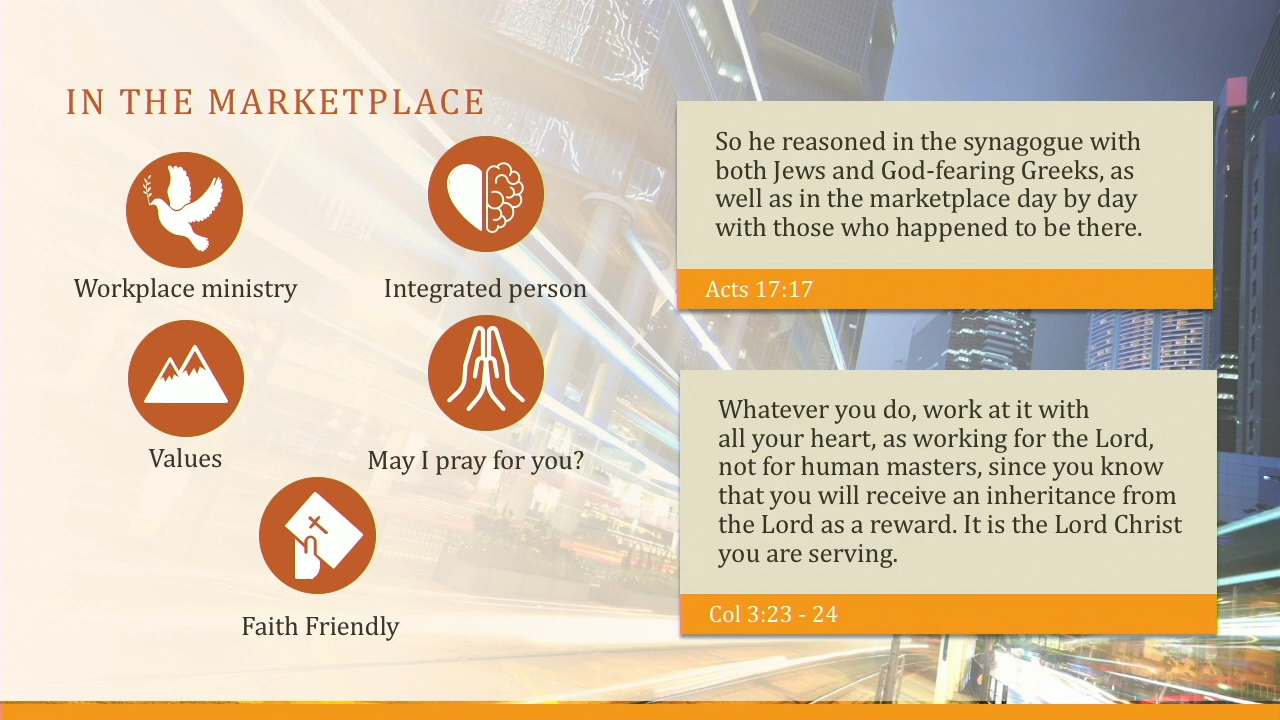 IN THE MARKETPLACE
Workplace ministry
Integrated person
Values
May I pray for you?
Faith Friendly
So he reasoned in the synagogue with
both Jews and God-fearing Greeks, as
well as in the marketplace day by day
with those who happened to be there.
Acts 17:17
Whatever you do, work at it with
all your heart, as working for the Lord,
not for human masters, since you know
that you will receive an inheritance from
the Lord as a reward. It is the Lord Christ
you are serving.
Col 3:23 - 24